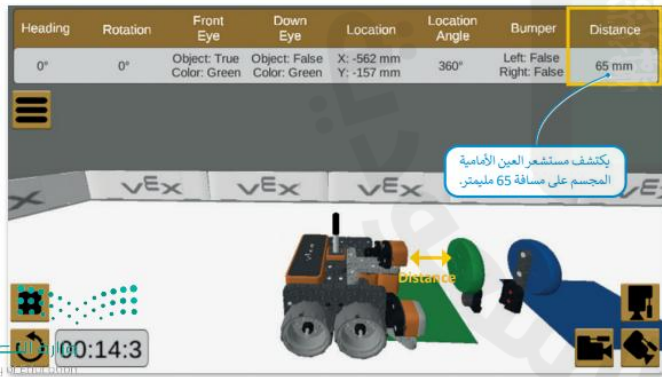 Heading Rotation Front Eye Down Eye Location Location Angle Bumper Distance
0° 0° Object: True Color: Green Object: False Color: Green X: -562 mm Y: -157 mm 360° Left: False Right: False 65 mm
يكتشف مستشعر العين الأمامية
المجسم على مسافة 65 مليمتر.
VEX VEX VEX
Distance
00:14:3